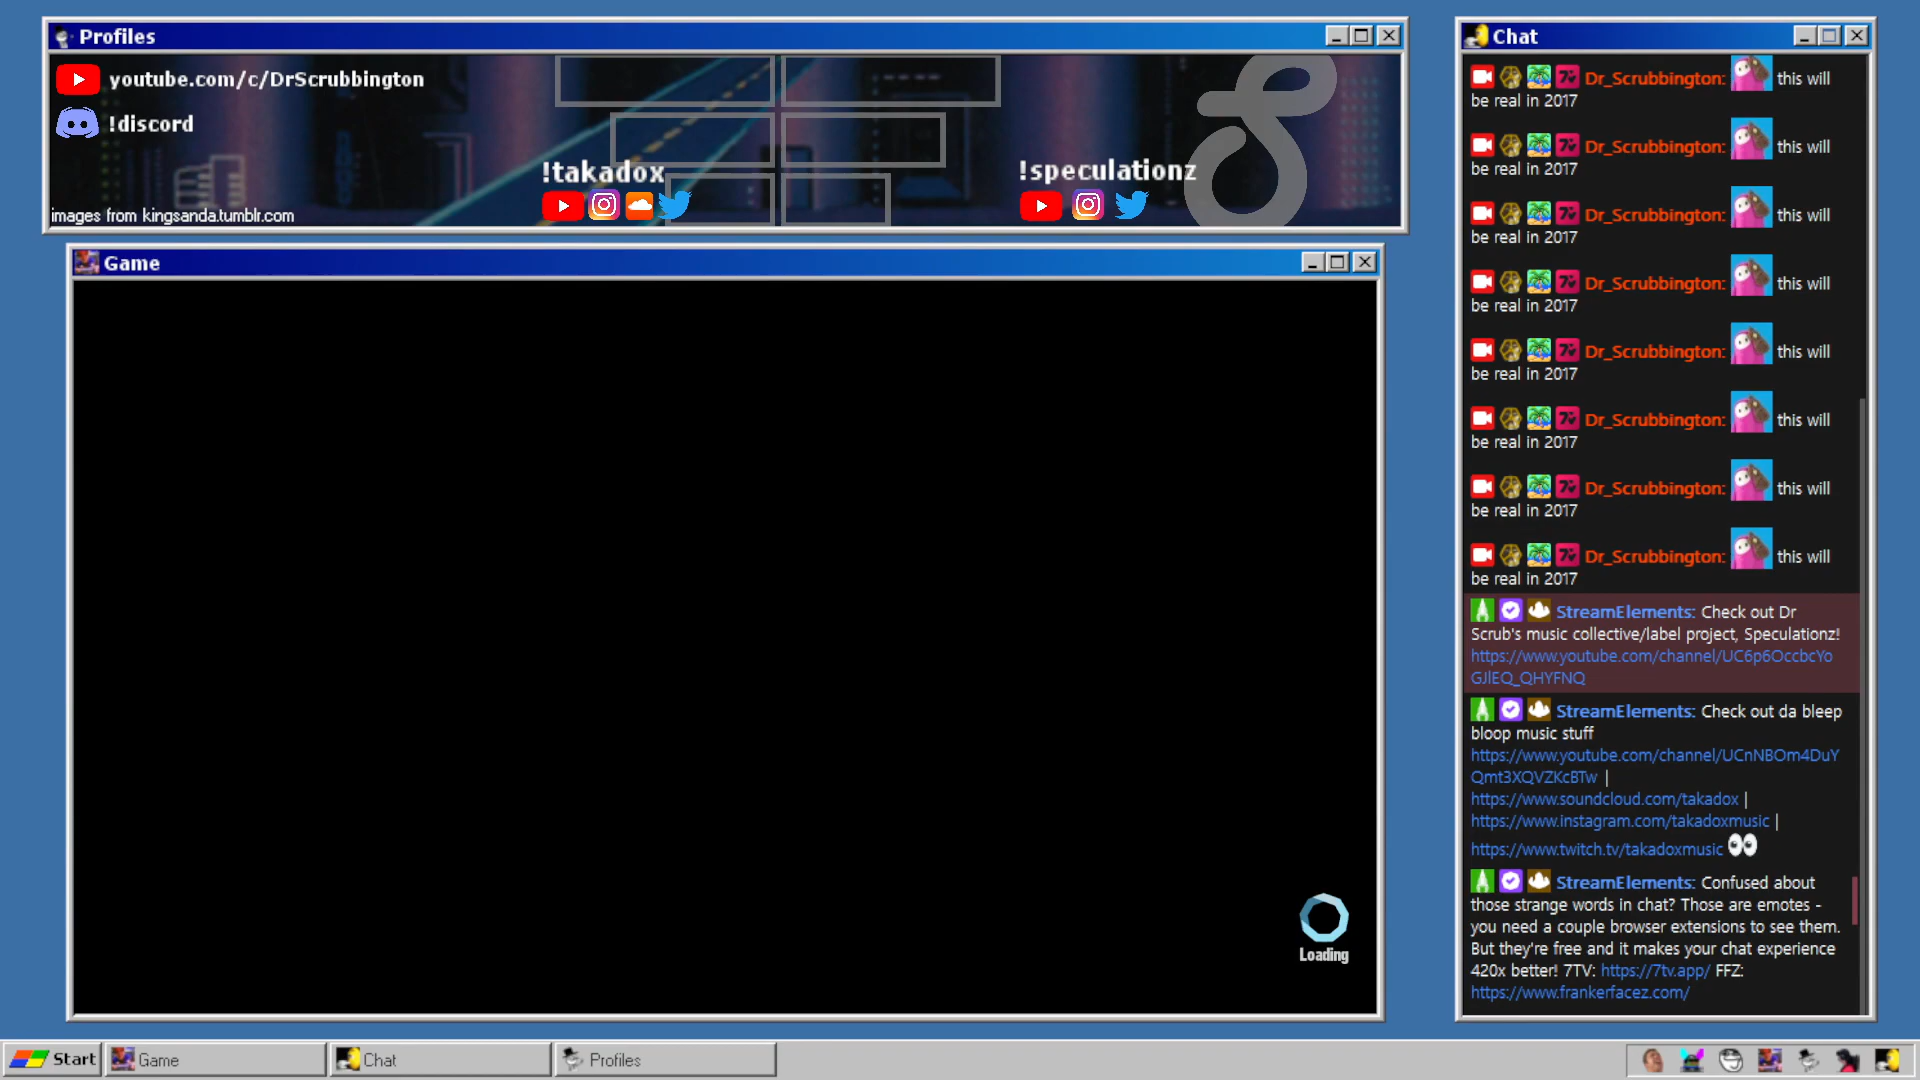 Profiles
youtube.com/c/DrScrubbington
!discord
!takadox
!speculationz
images from kingsanda.tumblr.com
Game
Loading
Chat
Dr_Scrubbington: this will
be real in 2017
Dr_Scrubbington: this will
be real in 2017
Dr_Scrubbington: this will
be real in 2017
Dr_Scrubbington: this will
be real in 2017
Dr_Scrubbington: this will
be real in 2017
Dr_Scrubbington: this will
be real in 2017
Dr_Scrubbington: this will
be real in 2017
Dr_Scrubbington: this will
be real in 2017
StreamElements: Check out Dr
Scrub's music collective/label project, Speculationz!
https://www.youtube.com/channel/UC6p6OccbcYo
GJlEQ_QHYFNQ
StreamElements: Check out da bleep
bloop music stuff
https://www.youtube.com/channel/UCnNBOm4DuY
Qmt3XQVZKcBTw |
https://www.soundcloud.com/takadox |
https://www.instagram.com/takadoxmusic |
https://www.twitch.tv/takadoxmusic
StreamElements: Confused about
those strange words in chat? Those are emotes -
you need a couple browser extensions to see them.
But they're free and it makes your chat experience
420x better! 7TV: https://7tv.app/ FFZ:
https://www.frankerfacez.com/
Start
Game
Chat
Profiles